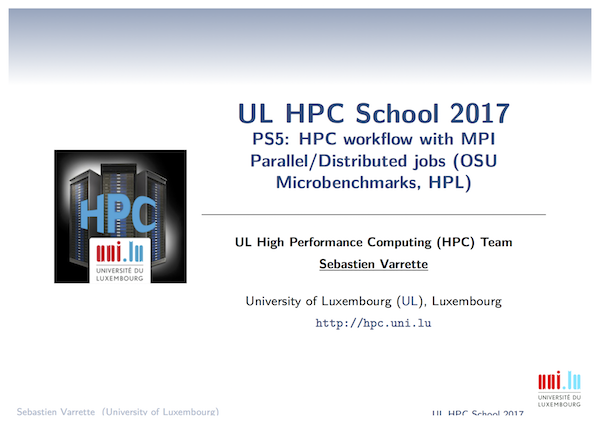 UL HPC School 2017
PS5: HPC workflow with MPI
Parallel/Distributed jobs (OSU
Microbenchmarks, HPL)
HPC
uni.lu
UNIVERSITÉ DU
LUXEMBOURG
UL High Performance Computing (HPC) Team
Sebastien Varrette
University of Luxembourg (UL), Luxembourg
http://hpc.uni.lu
uni.lu
UNIVERSITÉ DU
LUXEMBOURG
Sebastien Varrette (University of Luxembourg)
UL HPC School 2017